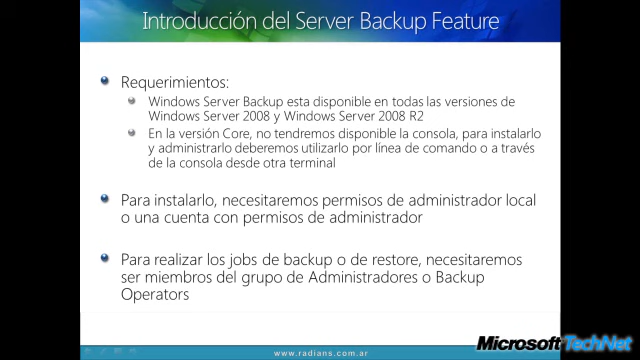 Introducción del Server Backup Feature
Requerimientos:
Windows Server Backup esta disponible en todas las versiones de
Windows Server 2008 y Windows Server 2008 R2
En la versión Core, no tendremos disponible la consola, para instalarlo
y administrarlo deberemos utilizarlo por línea de comando o a través
de la consola desde otra terminal
Para instalarlo, necesitaremos permisos de administrador local
o una cuenta con permisos de administrador
Para realizar los jobs de backup o de restore, necesitaremos
ser miembros del grupo de Administradores o Backup
Operators
www.radians.com.ar
Microsoft TechNet